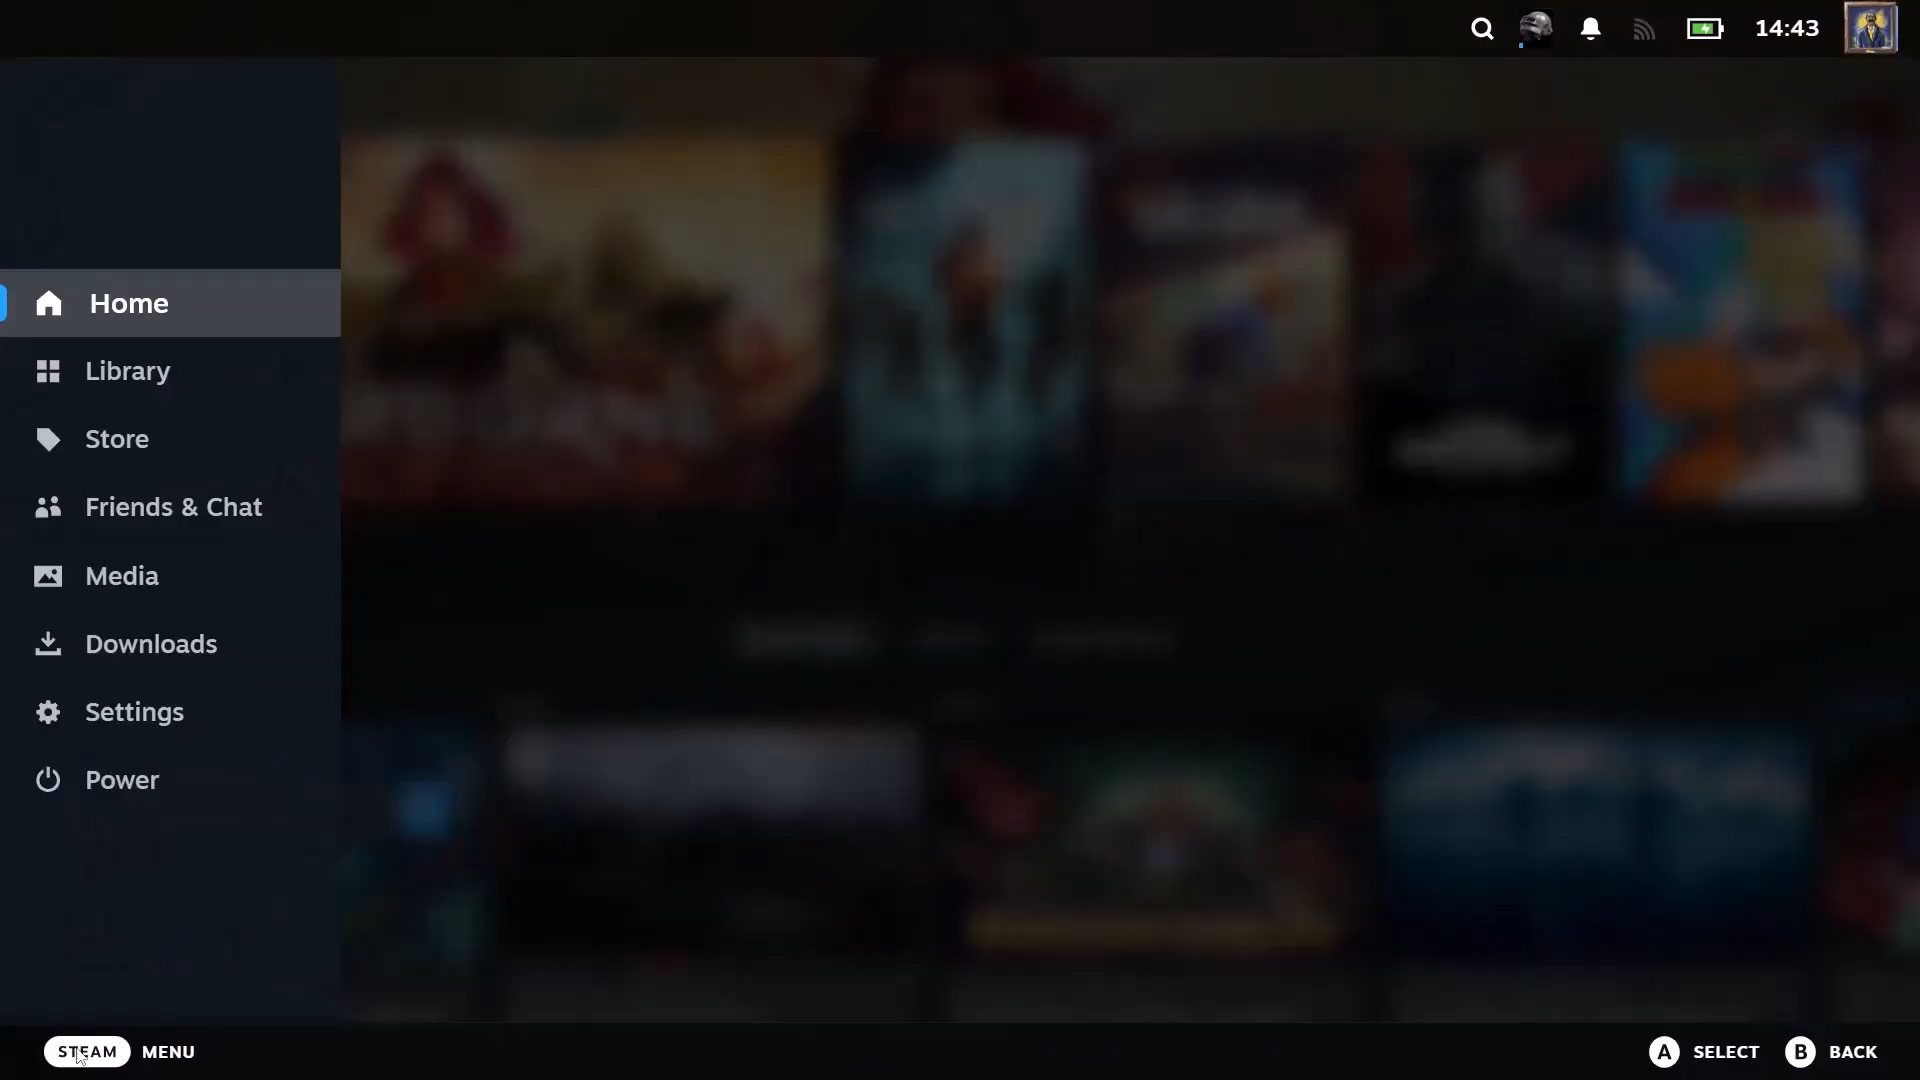 14:43
Home
Library
Store
Friends & Chat
Media
Downloads
Settings
Power
STEAM MENU
A SELECT B BACK